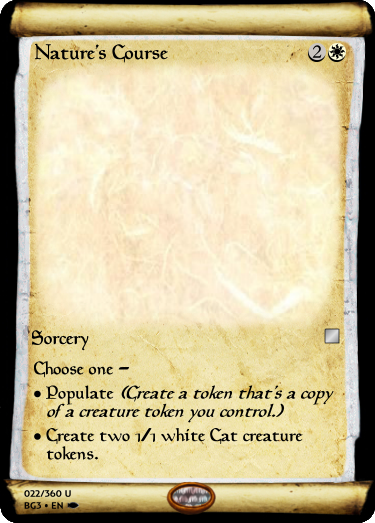 Nature's Course 2
Sorcery
Choose one –
• Populate (Create a token that's a copy
of a creature token you control.)
• Create two 1/1 white Cat creature
tokens.
022/360 U
BG3 • EN